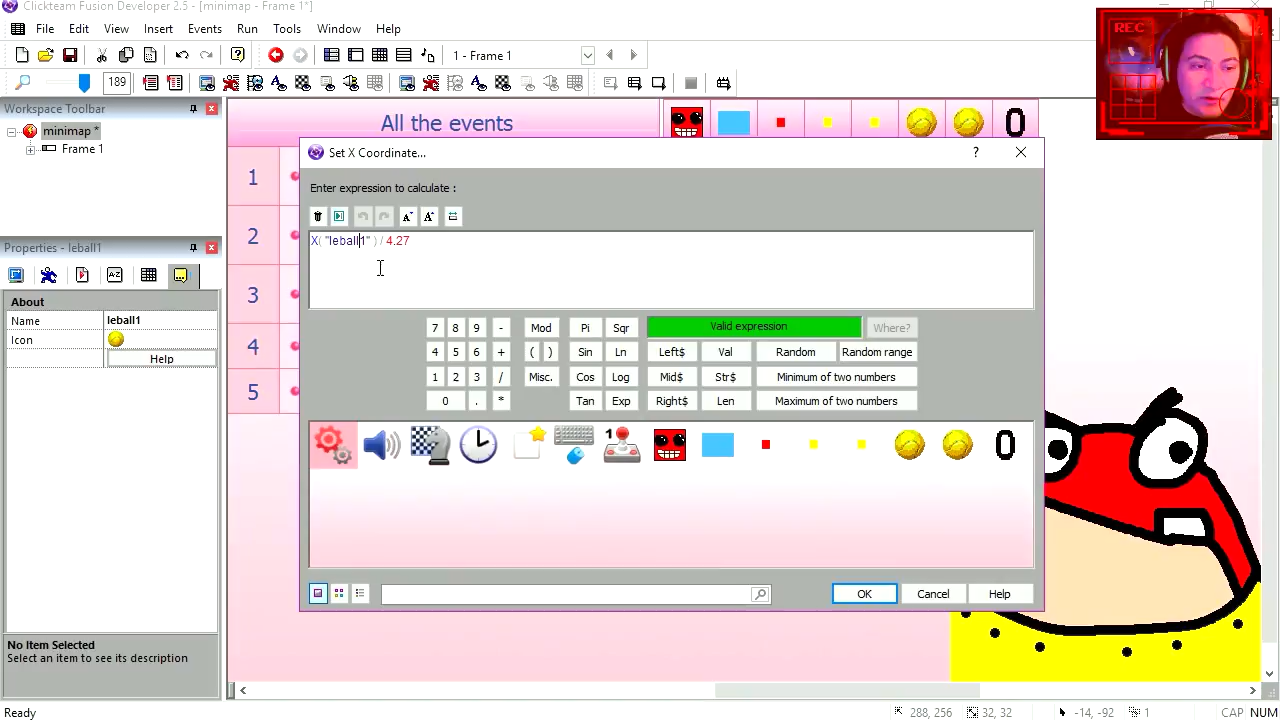 Clickteam Fusion Developer 2.5 - [minimap - Frame 1*]
File Edit View Insert Events Run Tools Window Help
1 - Frame 1
189
REC
Workspace Toolbar
minimap *
Frame 1
All the events
0
1
2
3
4
5
Set X Coordinate...
?
Enter expression to calculate :
X( "leball1" ) / 4.27
7 8 9 - Mod Pi Sqr Valid expression Where?
4 5 6 + ( ) Sin Ln Left$ Val Random Random range
1 2 3 / Misc. Cos Log Mid$ Str$ Minimum of two numbers
0 . * Tan Exp Right$ Len Maximum of two numbers
1
0
OK Cancel Help
Properties - leball1
About
Name leball1
Icon
Help
No Item Selected
Select an item to see its description
Ready
288, 256
32, 32
-14, -92
1
CAP NUM